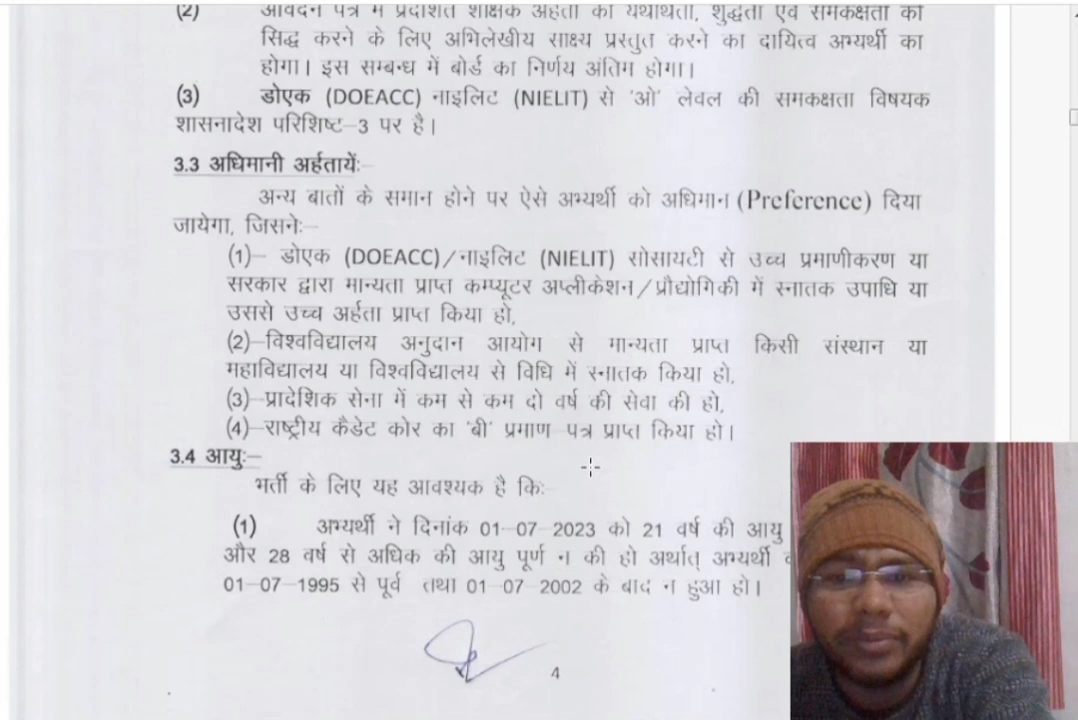 (2) आवेदन पत्र में प्रदर्शित शैक्षिक अर्हता की यथार्थता, शुद्धता एवं समकक्षता को
सिद्ध करने के लिए अभिलेखीय साक्ष्य प्रस्तुत करने का दायित्व अभ्यर्थी का
होगा। इस सम्बन्ध में बोर्ड का निर्णय अंतिम होगा।
(3) डोएक (DOEACC) नाइलिट (NIELIT) से 'ओ' लेवल की समकक्षता विषयक
शासनादेश परिशिष्ट–3 पर है।
3.3 अधिमानी अर्हतायेंः–
अन्य बातों के समान होने पर ऐसे अभ्यर्थी को अधिमान (Preference) दिया
जायेगा, जिसनेः–
(1)– डोएक (DOEACC)/नाइलिट (NIELIT) सोसायटी से उच्च प्रमाणीकरण या
सरकार द्वारा मान्यता प्राप्त कम्प्यूटर अप्लीकेशन/प्रौद्योगिकी में स्नातक उपाधि या
उससे उच्च अर्हता प्राप्त किया हो,
(2)–विश्वविद्यालय अनुदान आयोग से मान्यता प्राप्त किसी संस्थान या
महाविद्यालय या विश्वविद्यालय से विधि में स्नातक किया हो,
(3)–प्रादेशिक सेना में कम से कम दो वर्ष की सेवा की हो,
(4)–राष्ट्रीय कैडेट कोर का 'बी' प्रमाण–पत्र प्राप्त किया हो।
3.4 आयुः–
भर्ती के लिए यह आवश्यक है किः–
(1) अभ्यर्थी ने दिनांक 01–07–2023 को 21 वर्ष की आयु
और 28 वर्ष से अधिक की आयु पूर्ण न की हो अर्थात् अभ्यर्थी
01–07–1995 से पूर्व तथा 01–07–2002 के बाद न हुआ हो।
4